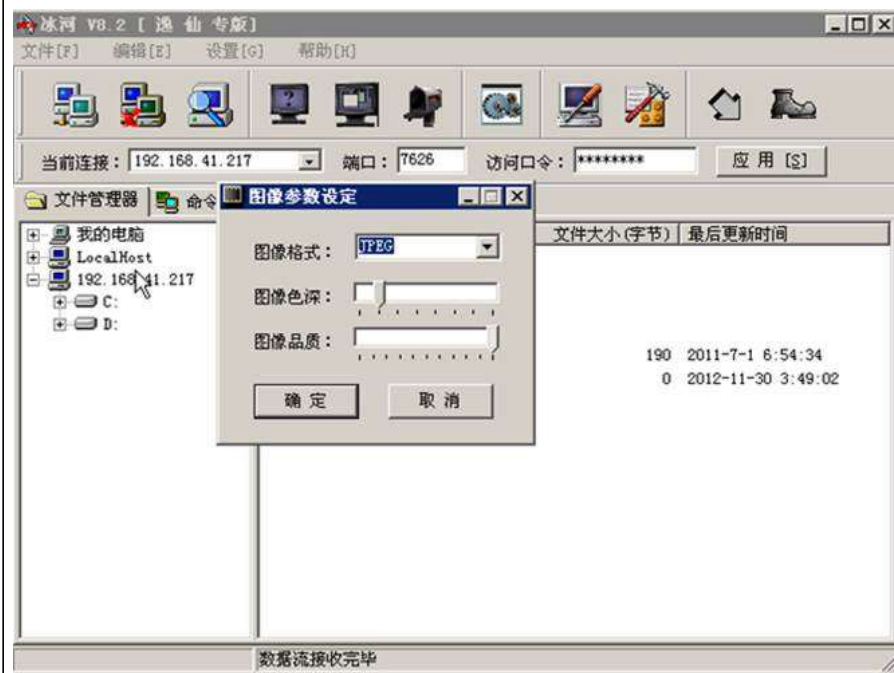 冰河 V8.2 [ 逸 仙 专版]
文件[F] 编辑[E] 设置[G] 帮助[H]
当前连接： 192.168.41.217 端口： 7626 访问口令： ******** 应 用 [S]
文件管理器 命令
图像参数设定
我的电脑
LocalHost
192.168.41.217
C:
D:
图像格式： JPEG
图像色深：
图像品质：
确 定 取 消
文件大小(字节) 最后更新时间
190 2011-7-1 6:54:34
0 2012-11-30 3:49:02
数据流接收完毕